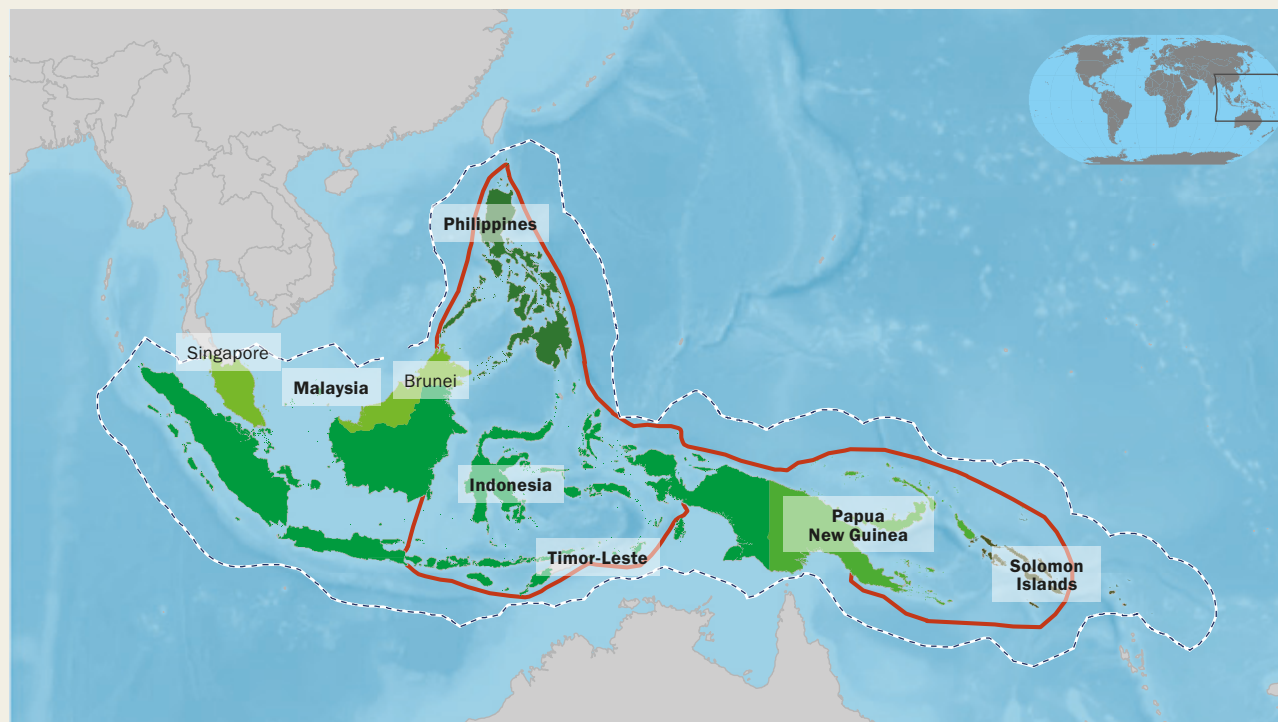 Philippines
Singapore
Malaysia
Brunei
Indonesia
Papua
New Guinea
Timor-Leste
Solomon
Islands